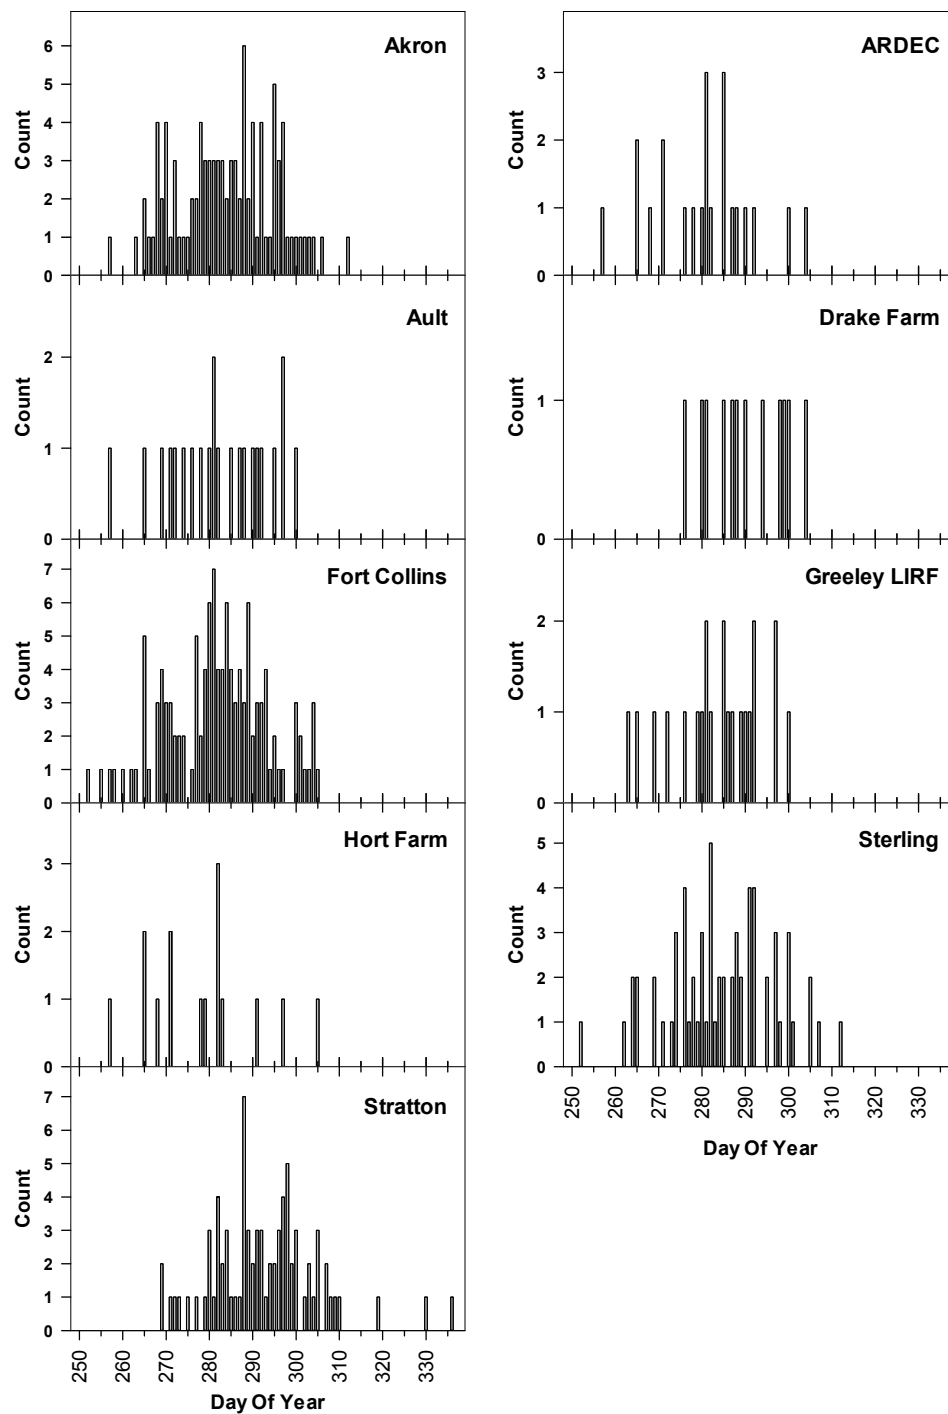 Akron
Count
6
5
4
3
2
1
0
Ault
Count
2
1
0
Fort Collins
Count
7
6
5
4
3
2
1
0
Hort Farm
Count
3
2
1
0
Stratton
Count
7
6
5
4
3
2
1
0
250 260 270 280 290 300 310 320 330
Day Of Year
ARDEC
Count
3
2
1
0
Drake Farm
Count
1
0
Greeley LIRF
Count
2
1
0
Sterling
Count
5
4
3
2
1
0
250 260 270 280 290 300 310 320 330
Day Of Year